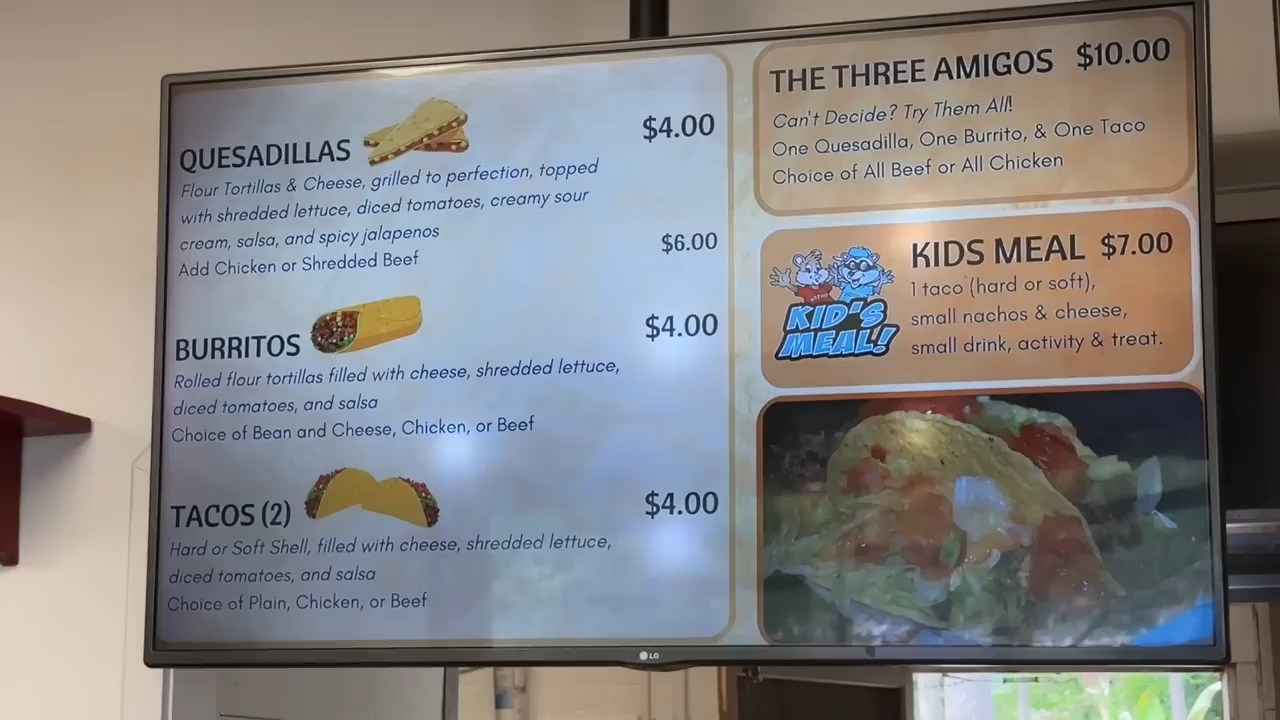 QUESADILLAS $4.00
Flour Tortillas & Cheese, grilled to perfection, topped
with shredded lettuce, diced tomatoes, creamy sour
cream, salsa, and spicy jalapenos
Add Chicken or Shredded Beef $6.00
BURRITOS $4.00
Rolled flour tortillas filled with cheese, shredded lettuce,
diced tomatoes, and salsa
Choice of Bean and Cheese, Chicken, or Beef
TACOS (2) $4.00
Hard or Soft Shell, filled with cheese, shredded lettuce,
diced tomatoes, and salsa
Choice of Plain, Chicken, or Beef
THE THREE AMIGOS $10.00
Can't Decide? Try Them All!
One Quesadilla, One Burrito, & One Taco
Choice of All Beef or All Chicken
KID'S
MEAL!
KIDS MEAL $7.00
1 taco (hard or soft),
small nachos & cheese,
small drink, activity & treat.
LG